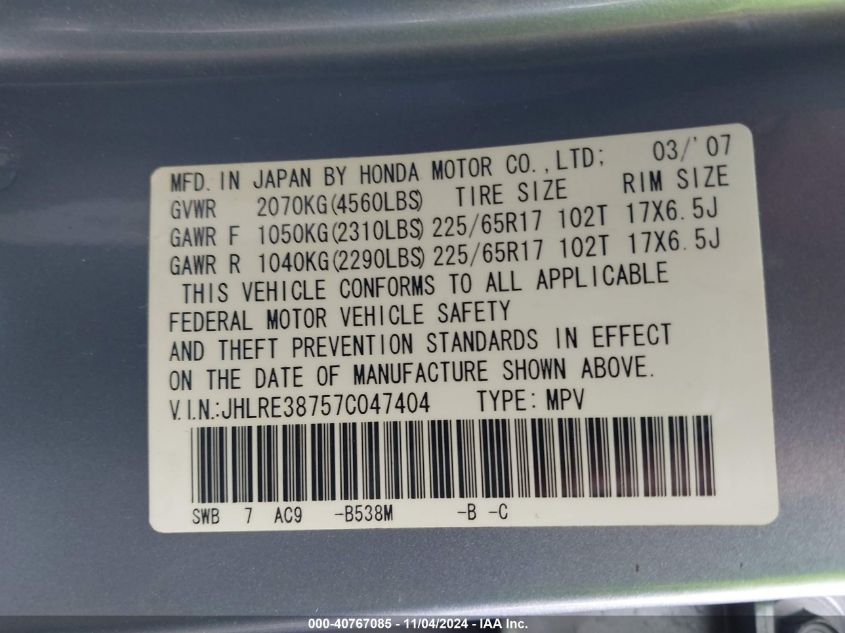 MFD. IN JAPAN BY HONDA MOTOR CO.,LTD; 03/'07
GVWR 2070KG(4560LBS) TIRE SIZE RIM SIZE
GAWR F 1050KG(2310LBS) 225/65R17 102T 17X6.5J
GAWR R 1040KG(2290LBS) 225/65R17 102T 17X6.5J
THIS VEHICLE CONFORMS TO ALL APPLICABLE
FEDERAL MOTOR VEHICLE SAFETY
AND THEFT PREVENTION STANDARDS IN EFFECT
ON THE DATE OF MANUFACTURE SHOWN ABOVE.
V.I.N.:JHLRE38757C047404 TYPE: MPV
SWB 7 AC9 -B538M -B -C
000-40767085 - 11/04/2024 - IAA Inc.